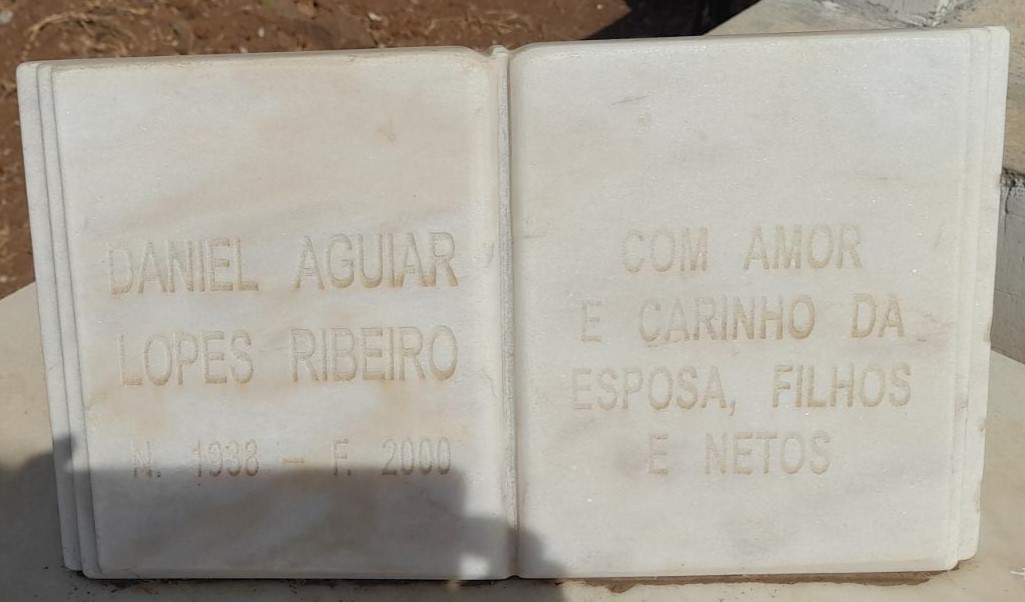 DANIEL AGUIAR
LOPES RIBEIRO
N. 1938 - F. 2000
COM AMOR
E CARINHO DA
ESPOSA, FILHOS
E NETOS